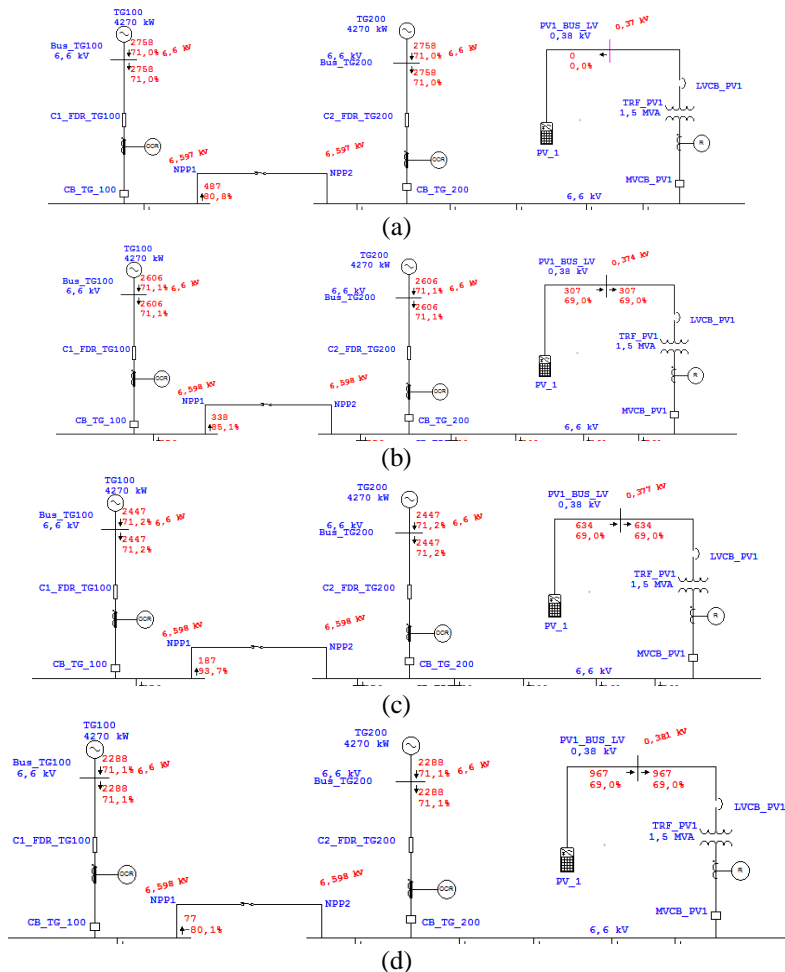 TG100
4270 kW
2758
71,0%
6,6 kV
Bus_TG100
6,6 kV
2758
71,0%
C1_FDR_TG100
OCR
CB_TG_100
6,597 kV
NPP1
487
80,8%
TG200
4270 kW
2758
71,0%
6,6 kV
6,6 kV
Bus_TG200
2758
71,0%
C2_FDR_TG200
OCR
6,597 kV
NPP2
CB_TG_200
PV1_BUS_LV
0,38 kV
0,37 kV
0
0,0%
PV_1
LVCB_PV1
TRF_PV1
1,5 MVA
R
MVCB_PV1
6,6 kV
(a)
TG100
4270 kW
2606
71,1%
6,6 kV
Bus_TG100
6.6 kV
2606
71,1%
C1_FDR_TG100
OCR
CB_TG_100
6,598 kV
NPP1
338
85,1%
TG200
4270 kW
2606
71,1%
6,6 kV
6,6 kV
Bus_TG200
2606
71,1%
C2_FDR_TG200
OCR
6,598 kV
NPP2
CB_TG_200
PV1_BUS_LV
0.38 kV
0,374 kV
307
69,0%
307
69,0%
PV_1
LVCB_PV1
TRF_PV1
1,5 MVA
R
MVCB_PV1
6,6 kV
(b)
TG100
4270 kW
2447
71,2%
6,6 kV
Bus_TG100
6,6 kV
2447
71,2%
C1_FDR_TG100
OCR
CB_TG_100
6,598 kV
NPP1
187
93,7%
TG200
4270 kW
2447
71,2%
6,6 kV
6,6 kV
Bus_TG200
2447
71,2%
C2_FDR_TG200
OCR
6,598 kV
NPP2
CB_TG_200
PV1_BUS_LV
0,38 kV
0,377 kV
634
69,0%
634
69,0%
PV_1
LVCB_PV1
TRF_PV1
1,5 MVA
R
MVCB_PV1
6,6 kV
(c)
TG100
4270 kW
2288
71,1%
6,6 kV
Bus_TG100
6,6 kV
2288
71,1%
C1_FDR_TG100
OCR
CB_TG_100
6,598 kV
NPP1
77
80,1%
TG200
4270 kW
2288
71,1%
6,6 kV
6,6 kV
Bus_TG200
2288
71,1%
C2_FDR_TG200
OCR
6,598 kV
NPP2
CB_TG_200
PV1_BUS_LV
0,38 kV
0,381 kV
967
69,0%
967
69,0%
PV_1
LVCB_PV1
TRF_PV1
1,5 MVA
R
MVCB_PV1
6,6 kV
(d)